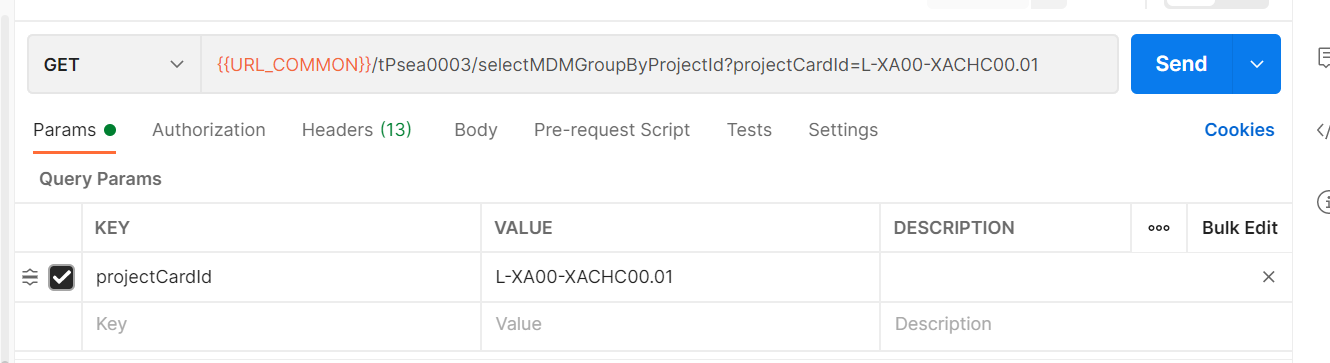 GET {{URL_COMMON}}/tPsea0003/selectMDMGroupByProjectId?projectCardId=L-XA00-XACHC00.01 Send
Params Authorization Headers (13) Body Pre-request Script Tests Settings Cookies
Query Params
KEY VALUE DESCRIPTION Bulk Edit
projectCardId L-XA00-XACHC00.01
Key Value Description